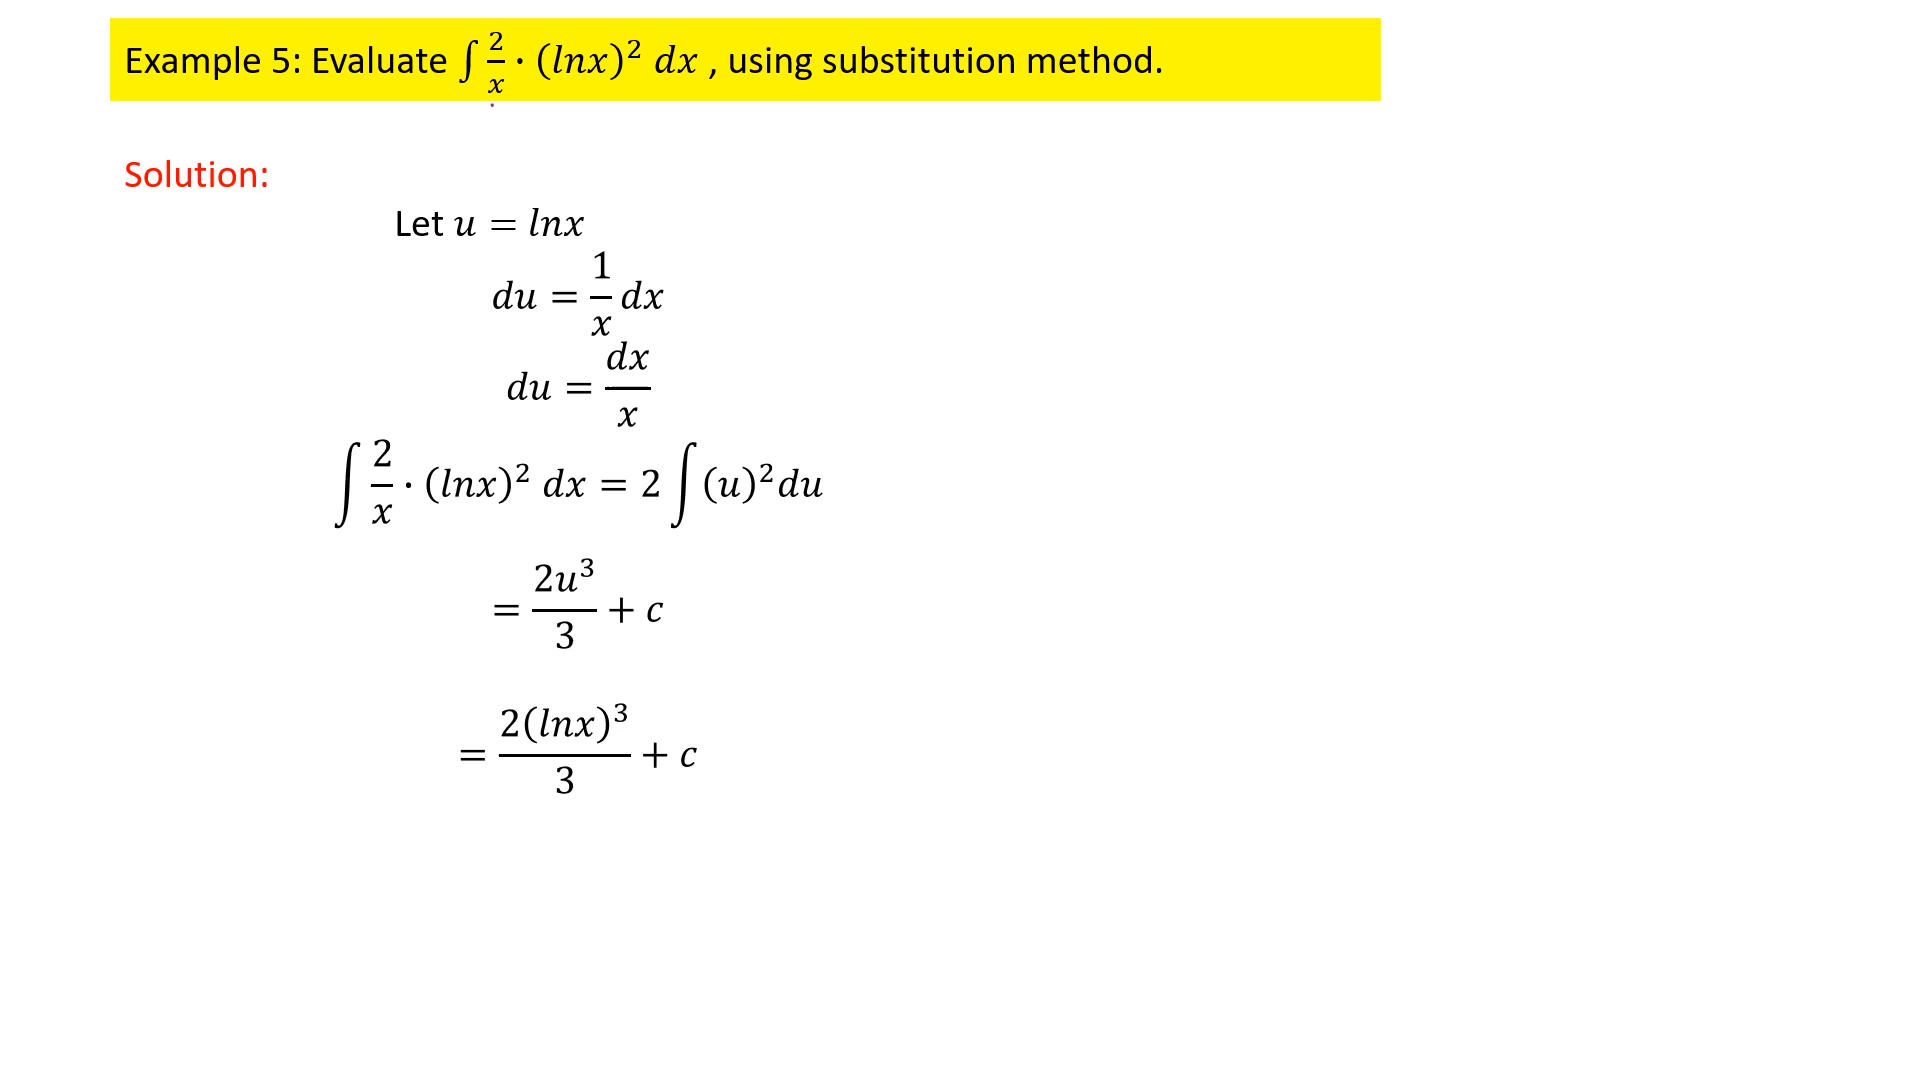 Example 5: Evaluate ∫ 2/x · (lnx)² dx , using substitution method.
Solution:
Let u = lnx
du = 1/x dx
du = dx/x
∫ 2/x · (lnx)² dx = 2 ∫ (u)² du
= 2u³/3 + c
= 2(lnx)³/3 + c